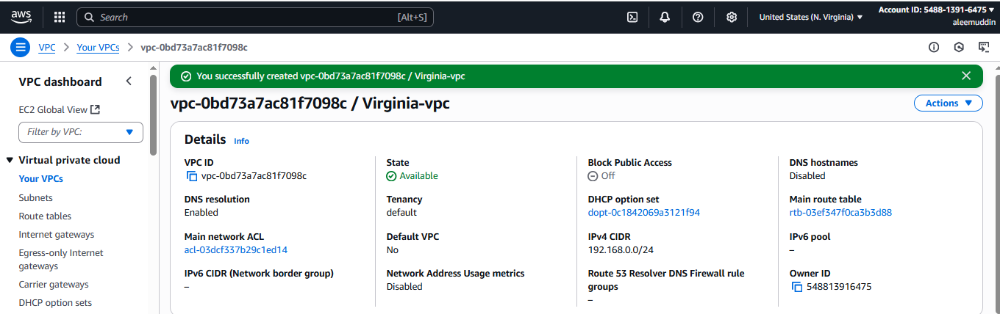 aws
Search [Alt+S]
United States (N. Virginia)
Account ID: 5488-1391-6475
aleemuddin
VPC
Your VPCs
vpc-0bd73a7ac81f7098c
VPC dashboard
EC2 Global View
Filter by VPC:
Virtual private cloud
Your VPCs
Subnets
Route tables
Internet gateways
Egress-only Internet
gateways
Carrier gateways
DHCP option sets
You successfully created vpc-0bd73a7ac81f7098c / Virginia-vpc
vpc-0bd73a7ac81f7098c / Virginia-vpc
Actions
Details Info
VPC ID
vpc-0bd73a7ac81f7098c
State
Available
Block Public Access
Off
DNS hostnames
Disabled
DNS resolution
Enabled
Tenancy
default
DHCP option set
dopt-0c1842069a3121f94
Main route table
rtb-03ef347f0ca3b3d88
Main network ACL
acl-03dcf337b29c1ed14
Default VPC
No
IPv4 CIDR
192.168.0.0/24
IPv6 pool
–
IPv6 CIDR (Network border group)
–
Network Address Usage metrics
Disabled
Route 53 Resolver DNS Firewall rule
groups
–
Owner ID
548813916475